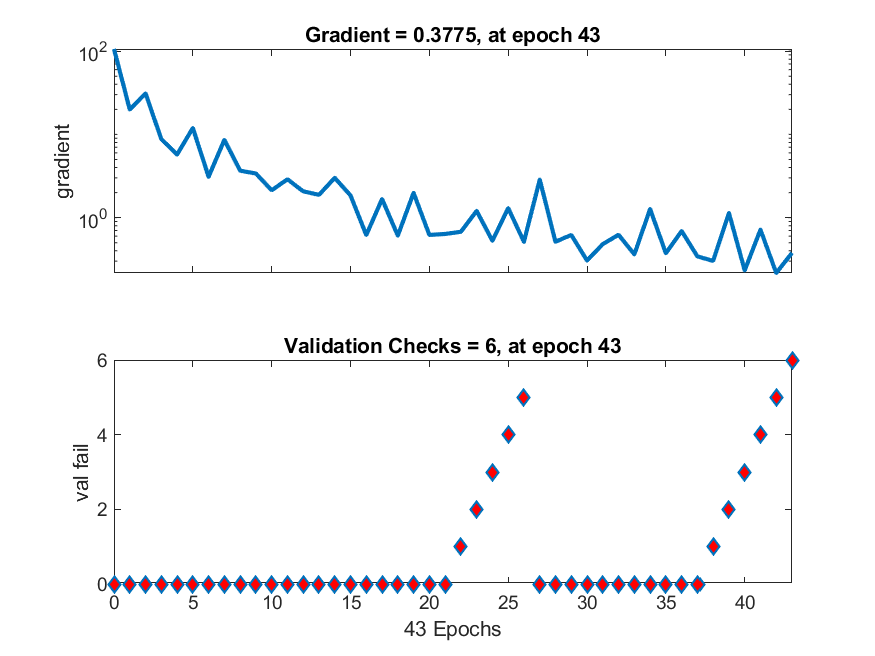 Gradient = 0.3775, at epoch 43
10^2
10^0
gradient
Validation Checks = 6, at epoch 43
6
4
2
0
val fail
0 5 10 15 20 25 30 35 40
43 Epochs